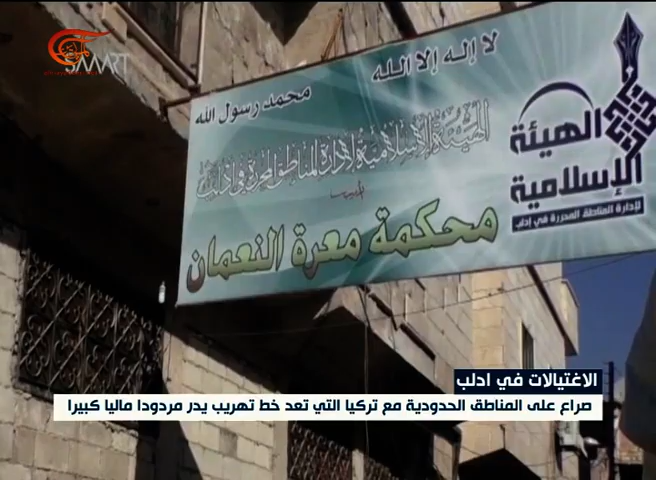 SMART
لا إله إلا الله
محمد رسول الله
الهيئة الإسلامية لإدارة المناطق المحررة في إدلب
محكمة معرة النعمان
الهيئة
الإسلامية
لإدارة المناطق المحررة في إدلب
الاغتيالات في ادلب
صراع على المناطق الحدودية مع تركيا التي تعد خط تهريب يدر مردودا ماليا كبيرا